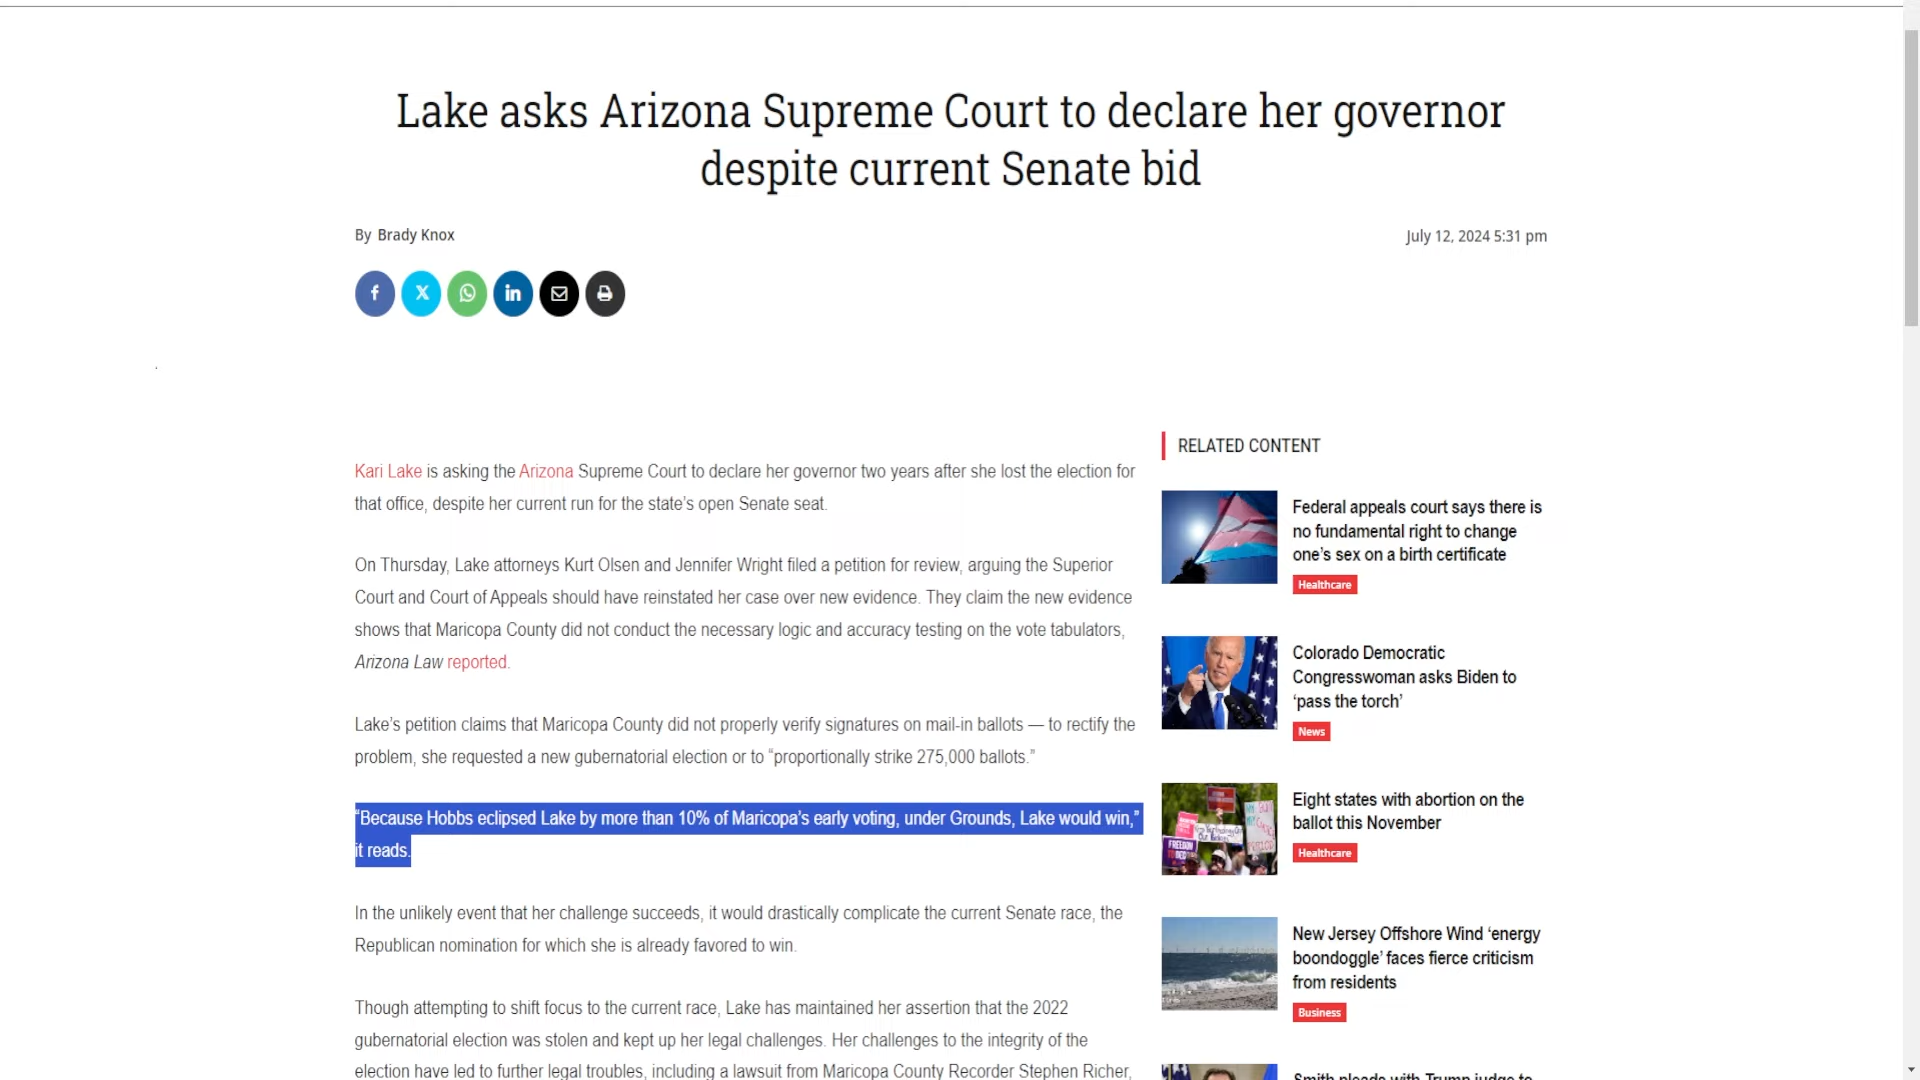 Lake asks Arizona Supreme Court to declare her governor
despite current Senate bid
By Brady Knox
July 12, 2024 5:31 pm
Kari Lake is asking the Arizona Supreme Court to declare her governor two years after she lost the election for
that office, despite her current run for the state’s open Senate seat.
On Thursday, Lake attorneys Kurt Olsen and Jennifer Wright filed a petition for review, arguing the Superior
Court and Court of Appeals should have reinstated her case over new evidence. They claim the new evidence
shows that Maricopa County did not conduct the necessary logic and accuracy testing on the vote tabulators,
Arizona Law reported.
Lake’s petition claims that Maricopa County did not properly verify signatures on mail-in ballots — to rectify the
problem, she requested a new gubernatorial election or to “proportionally strike 275,000 ballots.”
“Because Hobbs eclipsed Lake by more than 10% of Maricopa’s early voting, under Grounds, Lake would win,”
it reads.
In the unlikely event that her challenge succeeds, it would drastically complicate the current Senate race, the
Republican nomination for which she is already favored to win.
Though attempting to shift focus to the current race, Lake has maintained her assertion that the 2022
gubernatorial election was stolen and kept up her legal challenges. Her challenges to the integrity of the
election have led to further legal troubles, including a lawsuit from Maricopa County Recorder Stephen Richer,
RELATED CONTENT
Federal appeals court says there is
no fundamental right to change
one’s sex on a birth certificate
Healthcare
Colorado Democratic
Congresswoman asks Biden to
‘pass the torch’
News
Eight states with abortion on the
ballot this November
Healthcare
New Jersey Offshore Wind ‘energy
boondoggle’ faces fierce criticism
from residents
Business
Smith pleads with Trump judge to